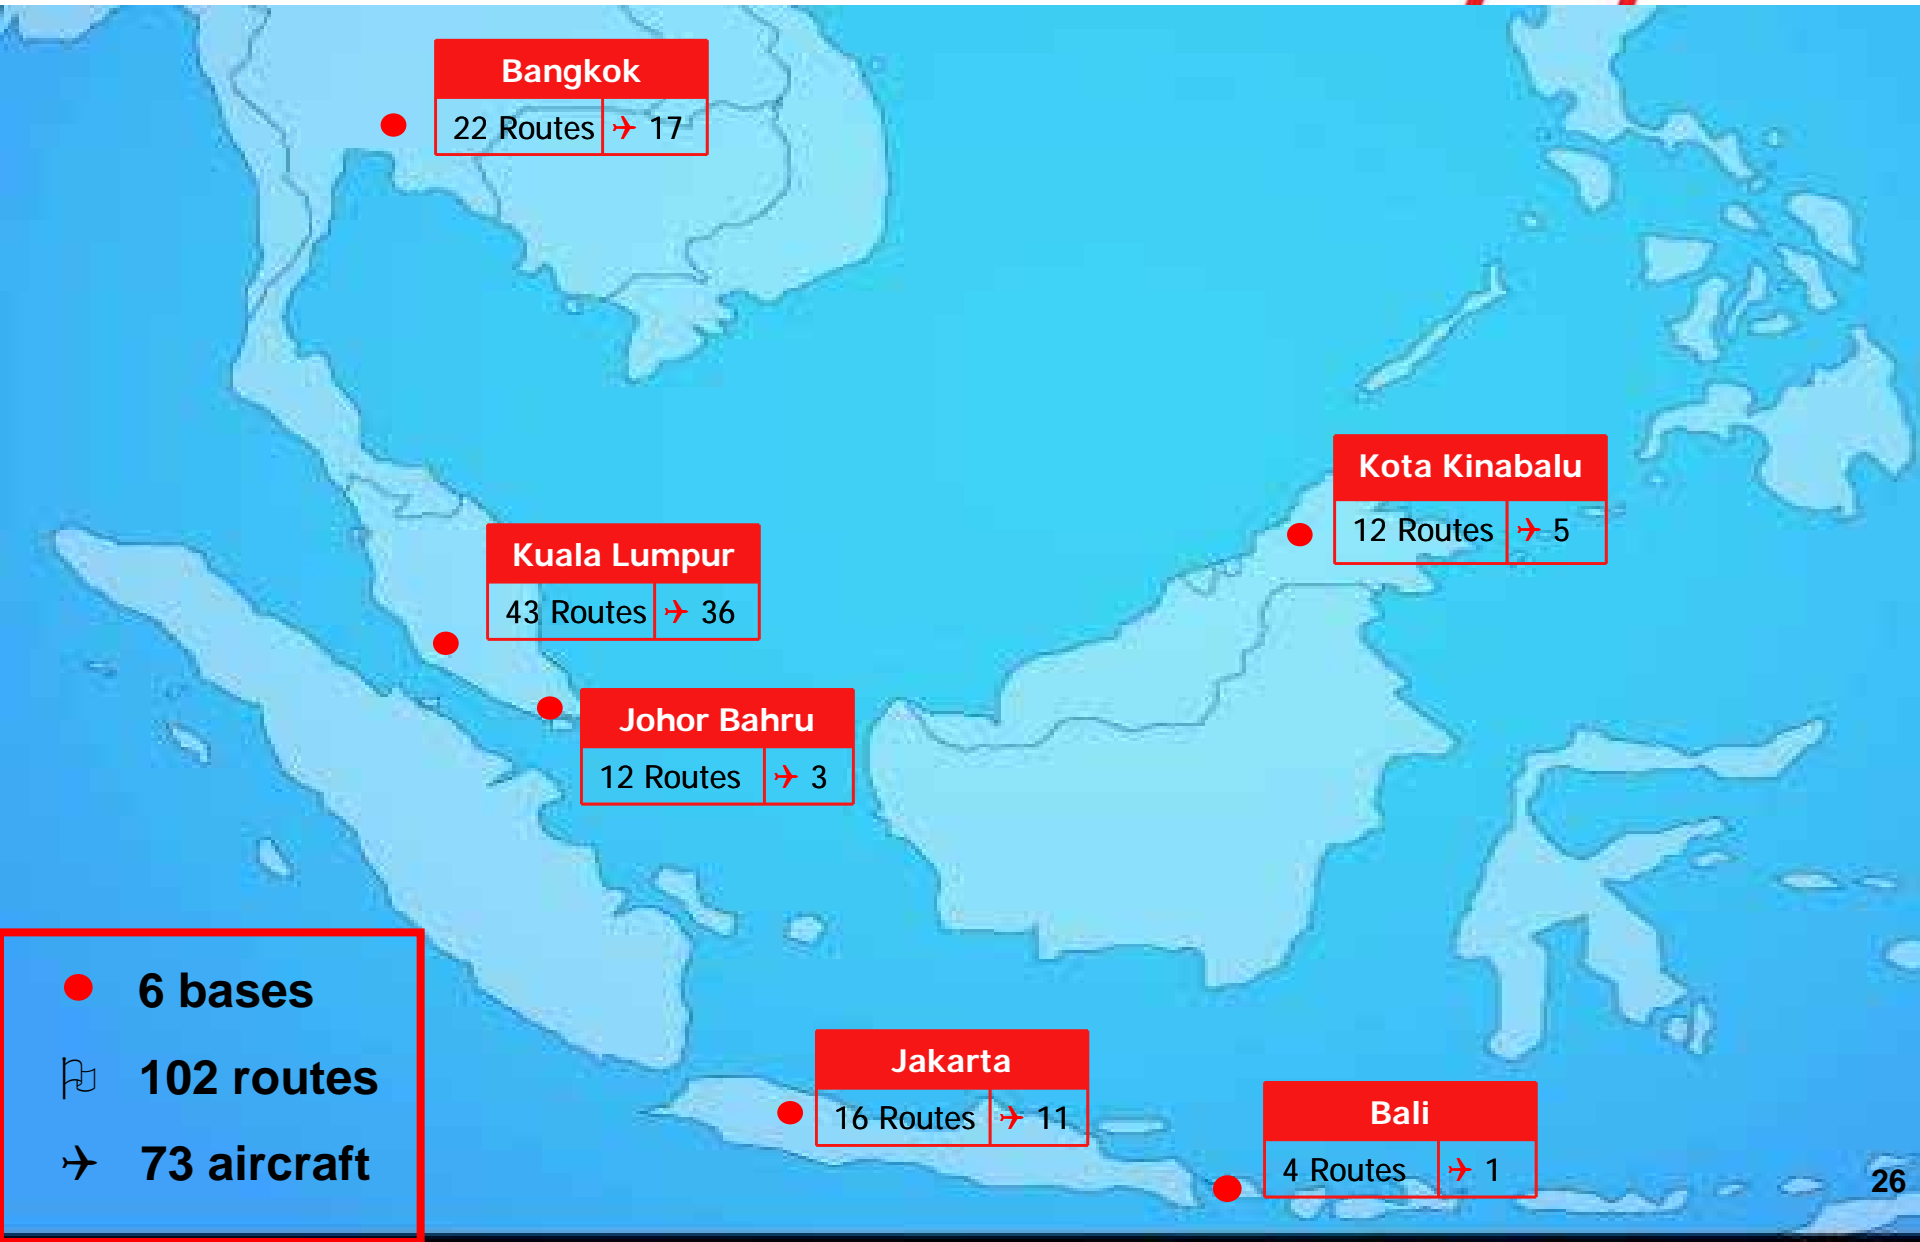 Bangkok
22 Routes ✈ 17
Kota Kinabalu
12 Routes ✈ 5
Kuala Lumpur
43 Routes ✈ 36
Johor Bahru
12 Routes ✈ 3
Jakarta
16 Routes ✈ 11
Bali
4 Routes ✈ 1
6 bases
102 routes
73 aircraft
26